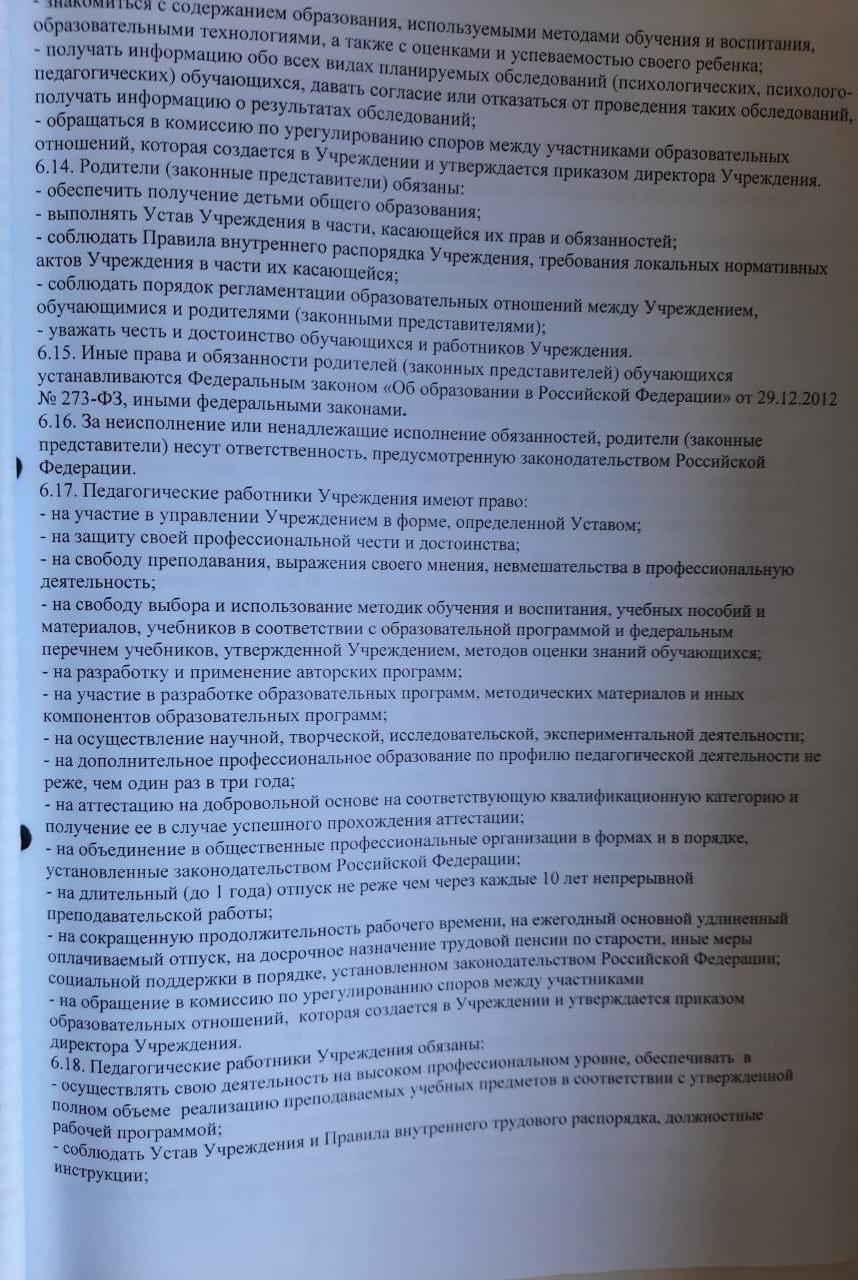 - знакомиться с содержанием образования, используемыми методами обучения и воспитания,
образовательными технологиями, а также с оценками и успеваемостью своего ребенка;
- получать информацию обо всех видах планируемых обследований (психологических, психолого-
педагогических) обучающихся, давать согласие или отказаться от проведения таких обследований,
получать информацию о результатах обследований;
- обращаться в комиссию по урегулированию споров между участниками образовательных
отношений, которая создается в Учреждении и утверждается приказом директора Учреждения.
6.14. Родители (законные представители) обязаны:
- обеспечить получение детьми общего образования;
- выполнять Устав Учреждения в части, касающейся их прав и обязанностей;
- соблюдать Правила внутреннего распорядка Учреждения, требования локальных нормативных
актов Учреждения в части их касающейся;
- соблюдать порядок регламентации образовательных отношений между Учреждением,
обучающимися и родителями (законными представителями);
- уважать честь и достоинство обучающихся и работников Учреждения.
6.15. Иные права и обязанности родителей (законных представителей) обучающихся
устанавливаются Федеральным законом «Об образовании в Российской Федерации» от 29.12.2012
№ 273-ФЗ, иными федеральными законами.
6.16. За неисполнение или ненадлежащие исполнение обязанностей, родители (законные
представители) несут ответственность, предусмотренную законодательством Российской
Федерации.
6.17. Педагогические работники Учреждения имеют право:
- на участие в управлении Учреждением в форме, определенной Уставом;
- на защиту своей профессиональной чести и достоинства;
- на свободу преподавания, выражения своего мнения, невмешательства в профессиональную
деятельность;
- на свободу выбора и использование методик обучения и воспитания, учебных пособий и
материалов, учебников в соответствии с образовательной программой и федеральным
перечнем учебников, утвержденной Учреждением, методов оценки знаний обучающихся;
- на разработку и применение авторских программ;
- на участие в разработке образовательных программ, методических материалов и иных
компонентов образовательных программ;
- на осуществление научной, творческой, исследовательской, экспериментальной деятельности;
- на дополнительное профессиональное образование по профилю педагогической деятельности не
реже, чем один раз в три года;
- на аттестацию на добровольной основе на соответствующую квалификационную категорию и
получение ее в случае успешного прохождения аттестации;
- на объединение в общественные профессиональные организации в формах и в порядке,
установленные законодательством Российской Федерации;
- на длительный (до 1 года) отпуск не реже чем через каждые 10 лет непрерывной
преподавательской работы;
- на сокращенную продолжительность рабочего времени, на ежегодный основной удлиненный
оплачиваемый отпуск, на досрочное назначение трудовой пенсии по старости, иные меры
социальной поддержки в порядке, установленном законодательством Российской Федерации;
- на обращение в комиссию по урегулированию споров между участниками
образовательных отношений, которая создается в Учреждении и утверждается приказом
директора Учреждения.
6.18. Педагогические работники Учреждения обязаны:
- осуществлять свою деятельность на высоком профессиональном уровне, обеспечивать в
полном объеме реализацию преподаваемых учебных предметов в соответствии с утвержденной
рабочей программой;
- соблюдать Устав Учреждения и Правила внутреннего трудового распорядка, должностные
инструкции;